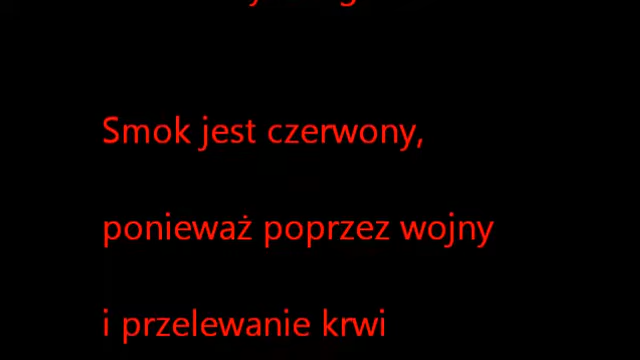 Smok jest czerwony,
ponieważ poprzez wojny
i przelewanie krwi